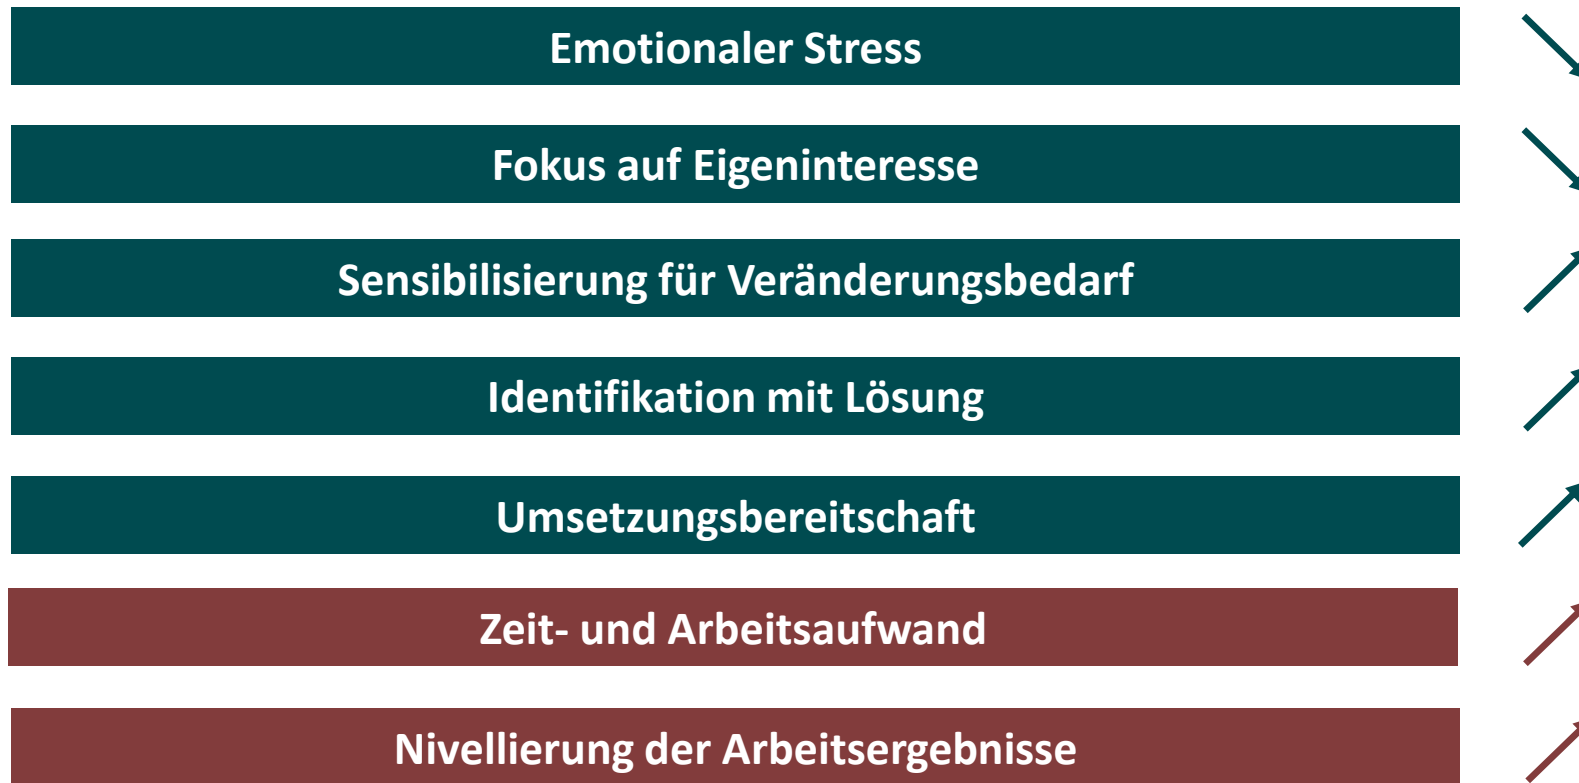 Emotionaler Stress
Fokus auf Eigeninteresse
Sensibilisierung für Veränderungsbedarf
Identifikation mit Lösung
Umsetzungsbereitschaft
Zeit- und Arbeitsaufwand
Nivellierung der Arbeitsergebnisse